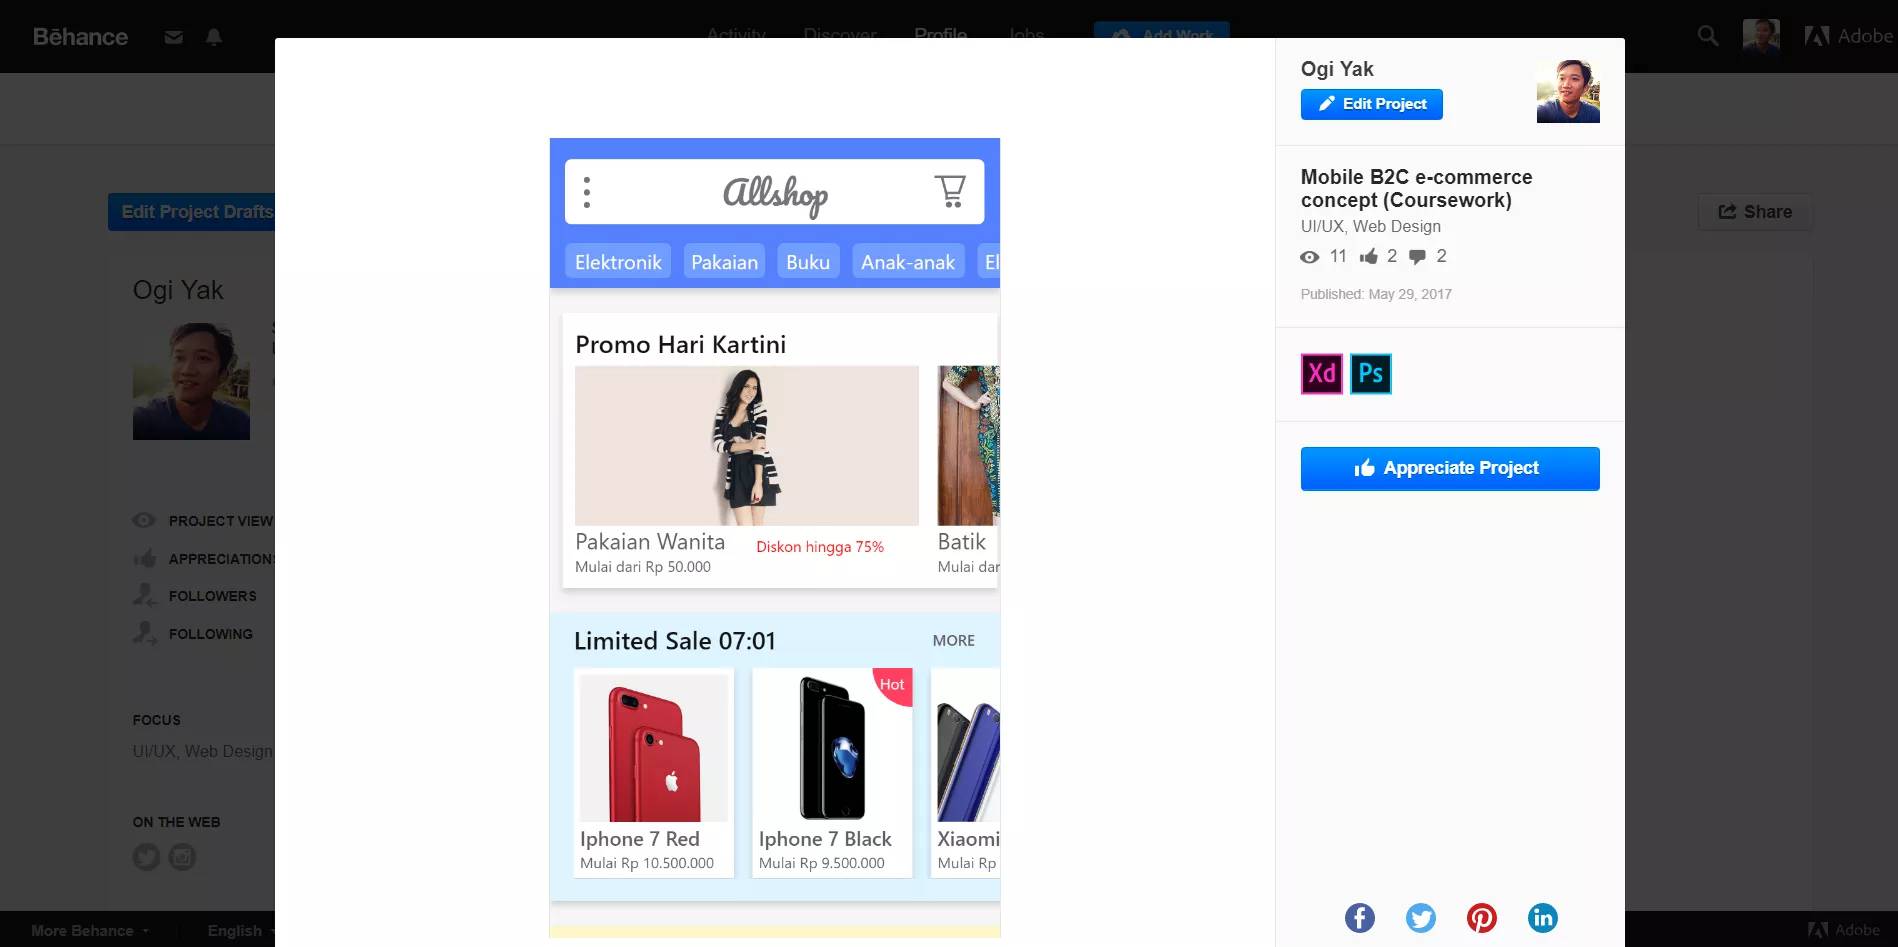 Bēhance
Activity Discover Profile Jobs
Add Work
Adobe
Edit Project Drafts
Share
Ogi Yak
PROJECT VIEW
APPRECIATIONS
FOLLOWERS
FOLLOWING
FOCUS
UI/UX, Web Design
ON THE WEB
More Behance
English
Allshop
Elektronik Pakaian Buku Anak-anak El
Promo Hari Kartini
Pakaian Wanita Diskon hingga 75%
Mulai dari Rp 50.000
Batik
Mulai dar
Limited Sale 07:01 MORE
Hot
Iphone 7 Red
Mulai Rp 10.500.000
Iphone 7 Black
Mulai Rp 9.500.000
Xiaomi
Mulai Rp
Ogi Yak
Edit Project
Mobile B2C e-commerce
concept (Coursework)
UI/UX, Web Design
11 2 2
Published: May 29, 2017
Xd Ps
Appreciate Project
Adobe